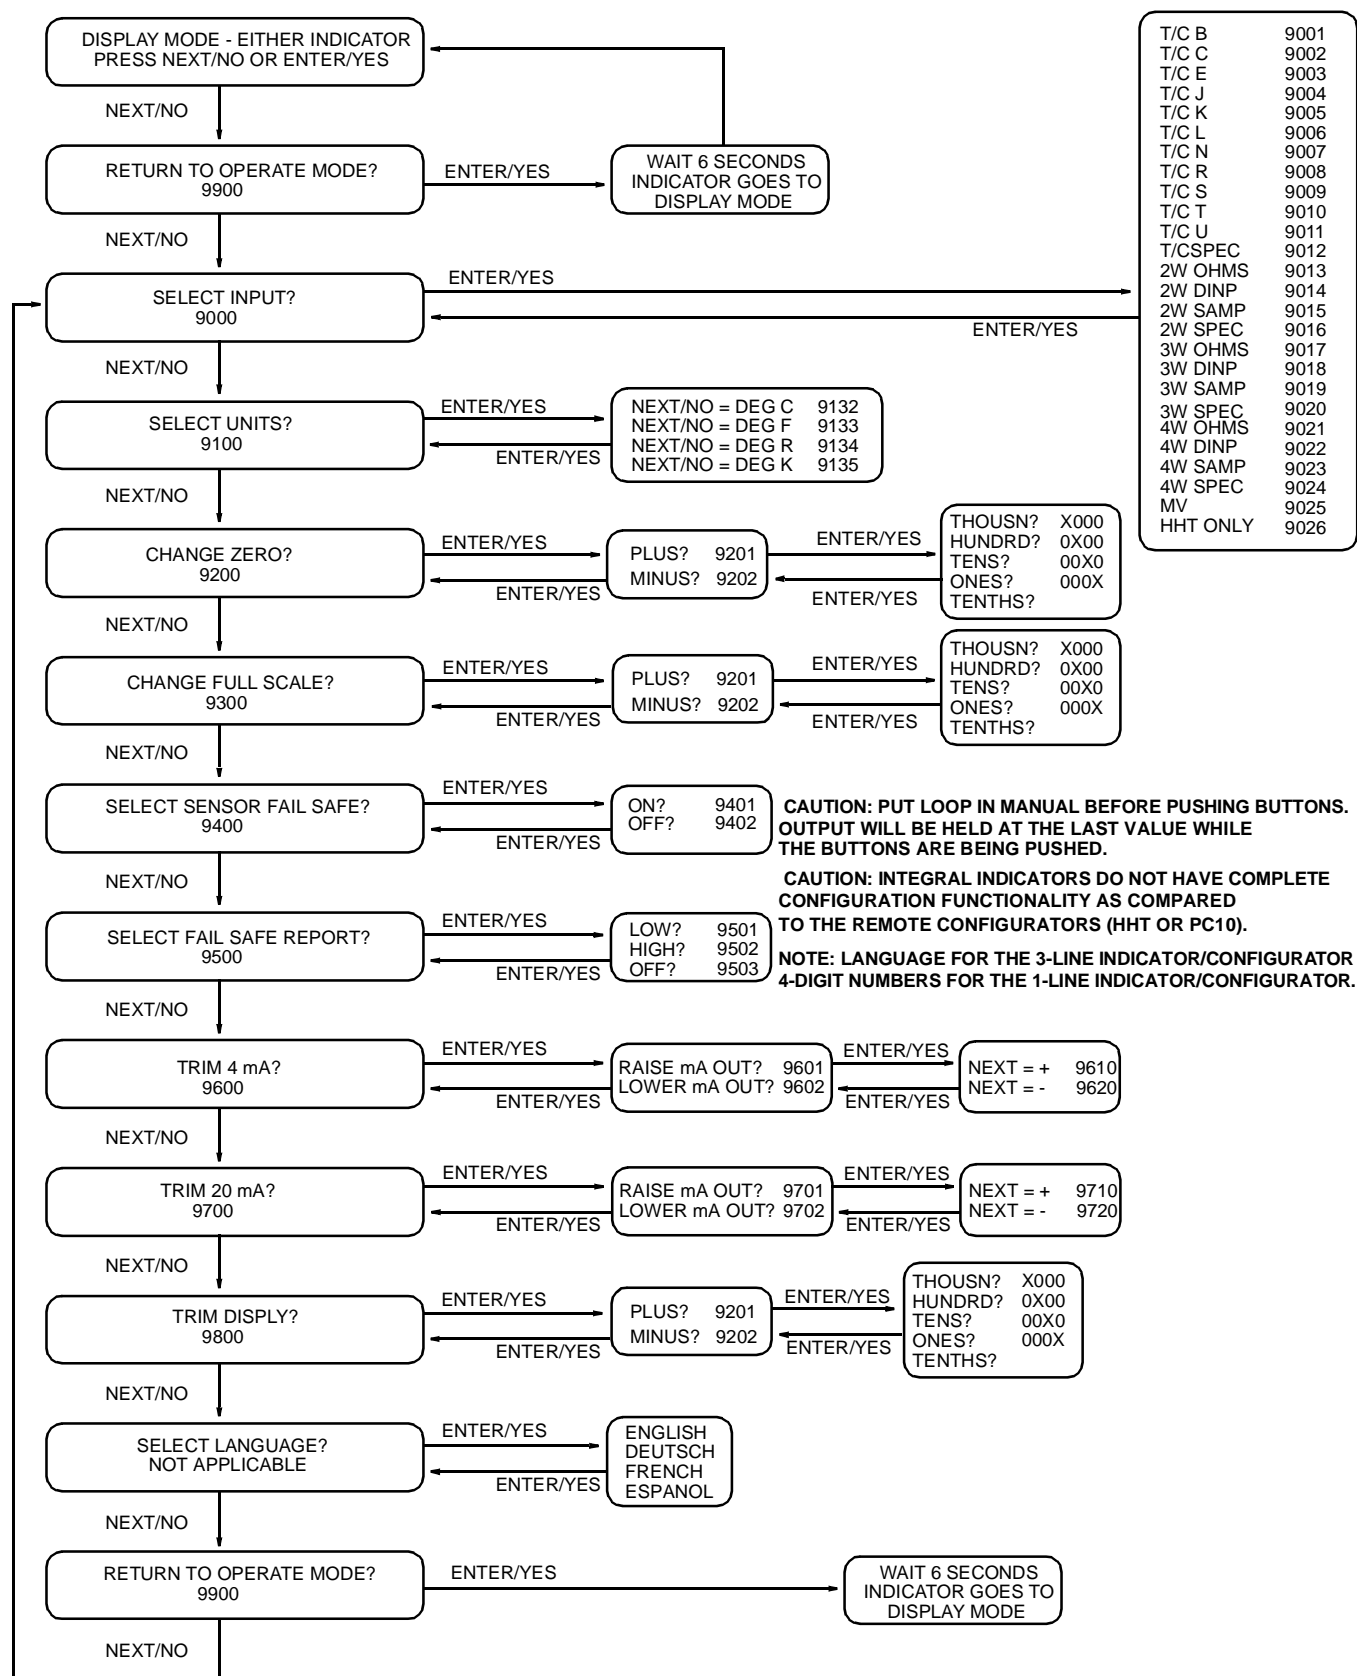 DISPLAY MODE - EITHER INDICATOR
PRESS NEXT/NO OR ENTER/YES
NEXT/NO
RETURN TO OPERATE MODE?
9900
ENTER/YES
WAIT 6 SECONDS
INDICATOR GOES TO
DISPLAY MODE
NEXT/NO
SELECT INPUT?
9000
ENTER/YES
ENTER/YES
T/C B 9001
T/C C 9002
T/C E 9003
T/C J 9004
T/C K 9005
T/C L 9006
T/C N 9007
T/C R 9008
T/C S 9009
T/C T 9010
T/C U 9011
T/CSPEC 9012
2W OHMS 9013
2W DINP 9014
2W SAMP 9015
2W SPEC 9016
3W OHMS 9017
3W DINP 9018
3W SAMP 9019
3W SPEC 9020
4W OHMS 9021
4W DINP 9022
4W SAMP 9023
4W SPEC 9024
MV 9025
HHT ONLY 9026
NEXT/NO
SELECT UNITS?
9100
ENTER/YES
ENTER/YES
NEXT/NO = DEG C 9132
NEXT/NO = DEG F 9133
NEXT/NO = DEG R 9134
NEXT/NO = DEG K 9135
NEXT/NO
CHANGE ZERO?
9200
ENTER/YES
ENTER/YES
PLUS? 9201
MINUS? 9202
ENTER/YES
ENTER/YES
THOUSN? X000
HUNDRD? 0X00
TENS? 00X0
ONES? 000X
TENTHS?
NEXT/NO
CHANGE FULL SCALE?
9300
ENTER/YES
ENTER/YES
PLUS? 9201
MINUS? 9202
ENTER/YES
ENTER/YES
THOUSN? X000
HUNDRD? 0X00
TENS? 00X0
ONES? 000X
TENTHS?
NEXT/NO
SELECT SENSOR FAIL SAFE?
9400
ENTER/YES
ENTER/YES
ON? 9401
OFF? 9402
CAUTION: PUT LOOP IN MANUAL BEFORE PUSHING BUTTONS.
OUTPUT WILL BE HELD AT THE LAST VALUE WHILE
THE BUTTONS ARE BEING PUSHED.
CAUTION: INTEGRAL INDICATORS DO NOT HAVE COMPLETE
CONFIGURATION FUNCTIONALITY AS COMPARED
TO THE REMOTE CONFIGURATORS (HHT OR PC10).
NOTE: LANGUAGE FOR THE 3-LINE INDICATOR/CONFIGURATOR
4-DIGIT NUMBERS FOR THE 1-LINE INDICATOR/CONFIGURATOR.
NEXT/NO
SELECT FAIL SAFE REPORT?
9500
ENTER/YES
ENTER/YES
LOW? 9501
HIGH? 9502
OFF? 9503
NEXT/NO
TRIM 4 mA?
9600
ENTER/YES
ENTER/YES
RAISE mA OUT? 9601
LOWER mA OUT? 9602
ENTER/YES
ENTER/YES
NEXT = + 9610
NEXT = - 9620
NEXT/NO
TRIM 20 mA?
9700
ENTER/YES
ENTER/YES
RAISE mA OUT? 9701
LOWER mA OUT? 9702
ENTER/YES
ENTER/YES
NEXT = + 9710
NEXT = - 9720
NEXT/NO
TRIM DISPLY?
9800
ENTER/YES
ENTER/YES
PLUS? 9201
MINUS? 9202
ENTER/YES
ENTER/YES
THOUSN? X000
HUNDRD? 0X00
TENS? 00X0
ONES? 000X
TENTHS?
NEXT/NO
SELECT LANGUAGE?
NOT APPLICABLE
ENTER/YES
ENTER/YES
ENGLISH
DEUTSCH
FRENCH
ESPANOL
NEXT/NO
RETURN TO OPERATE MODE?
9900
ENTER/YES
WAIT 6 SECONDS
INDICATOR GOES TO
DISPLAY MODE
NEXT/NO